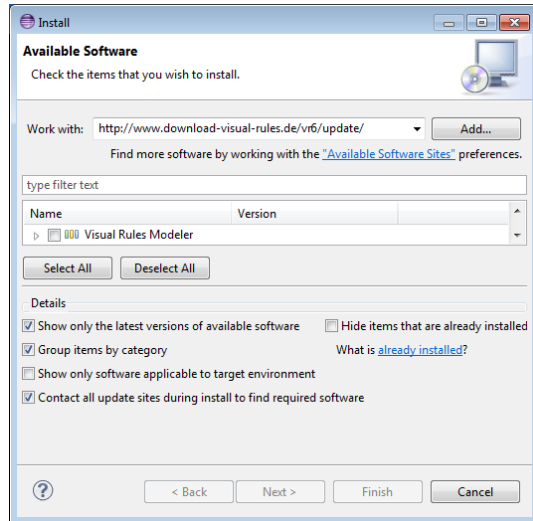 Install
Available Software
Check the items that you wish to install.
Work with: http://www.download-visual-rules.de/vr6/update/ Add...
Find more software by working with the "Available Software Sites" preferences.
type filter text
Name Version
Visual Rules Modeler
Select All Deselect All
Details
Show only the latest versions of available software Hide items that are already installed
Group items by category What is already installed?
Show only software applicable to target environment
Contact all update sites during install to find required software
? < Back Next > Finish Cancel